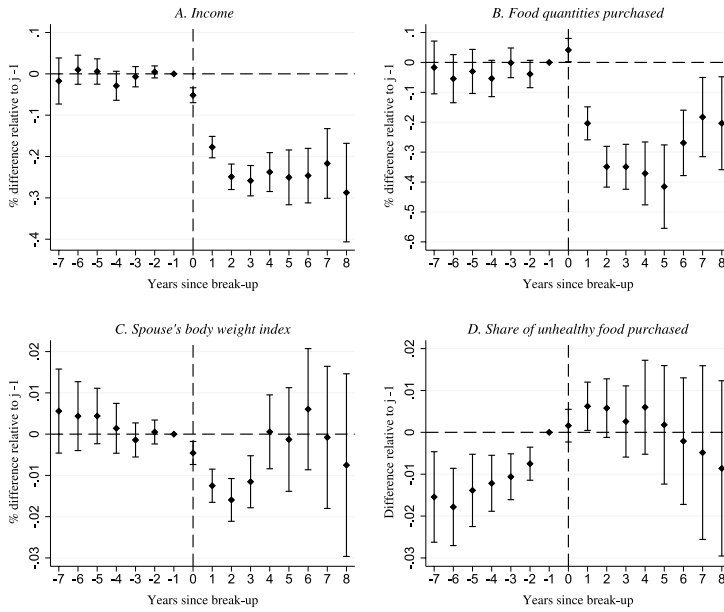 A. Income
% difference relative to j -1
.1
0
-.1
-.2
-.3
-.4
-7 -6 -5 -4 -3 -2 -1 0 1 2 3 4 5 6 7 8
Years since break-up
B. Food quantities purchased
% difference relative to j -1
.1
0
-.1
-.2
-.3
-.4
-.5
-.6
-7 -6 -5 -4 -3 -2 -1 0 1 2 3 4 5 6 7 8
Years since break-up
C. Spouse's body weight index
% difference relative to j -1
.02
.01
0
-.01
-.02
-.03
-7 -6 -5 -4 -3 -2 -1 0 1 2 3 4 5 6 7 8
Years since break-up
D. Share of unhealthy food purchased
Difference relative to j -1
.02
.01
0
-.01
-.02
-.03
-7 -6 -5 -4 -3 -2 -1 0 1 2 3 4 5 6 7 8
Years since break-up